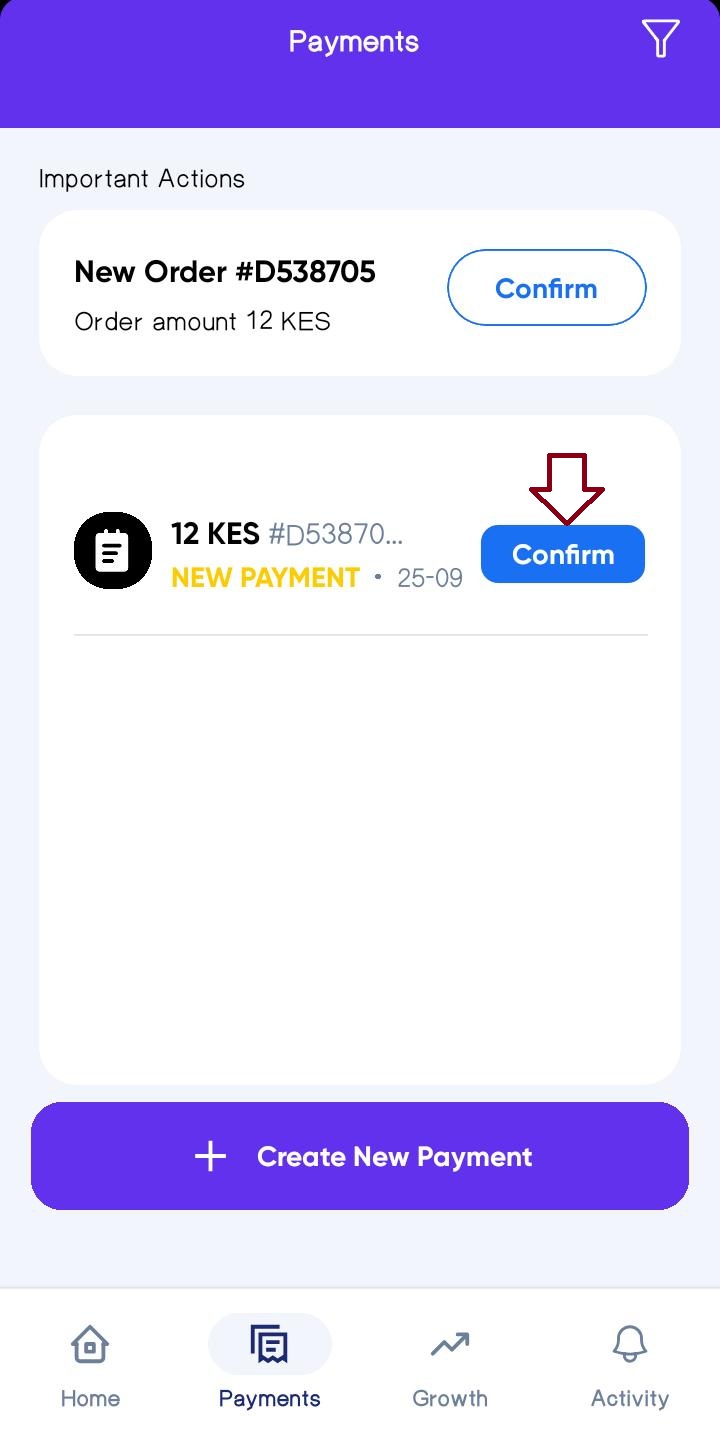 Payments
Important Actions
New Order #D538705
Order amount 12 KES
Confirm
12 KES #D53870...
NEW PAYMENT • 25-09
Confirm
Create New Payment
Home
Payments
Growth
Activity